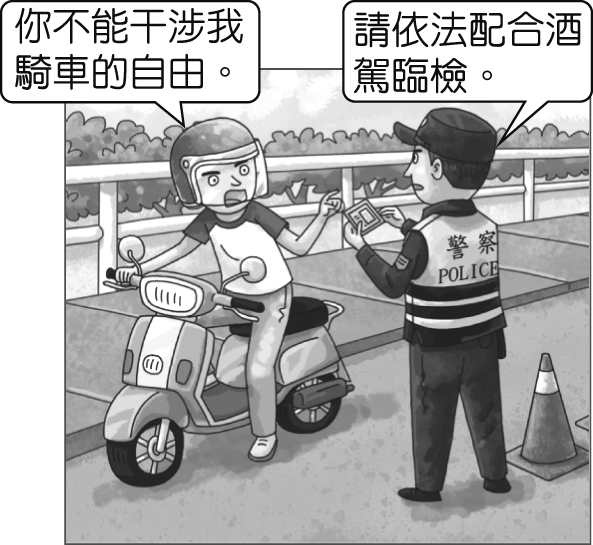 你不能干涉我
騎車的自由。
請依法配合酒
駕臨檢。
警察
POLICE